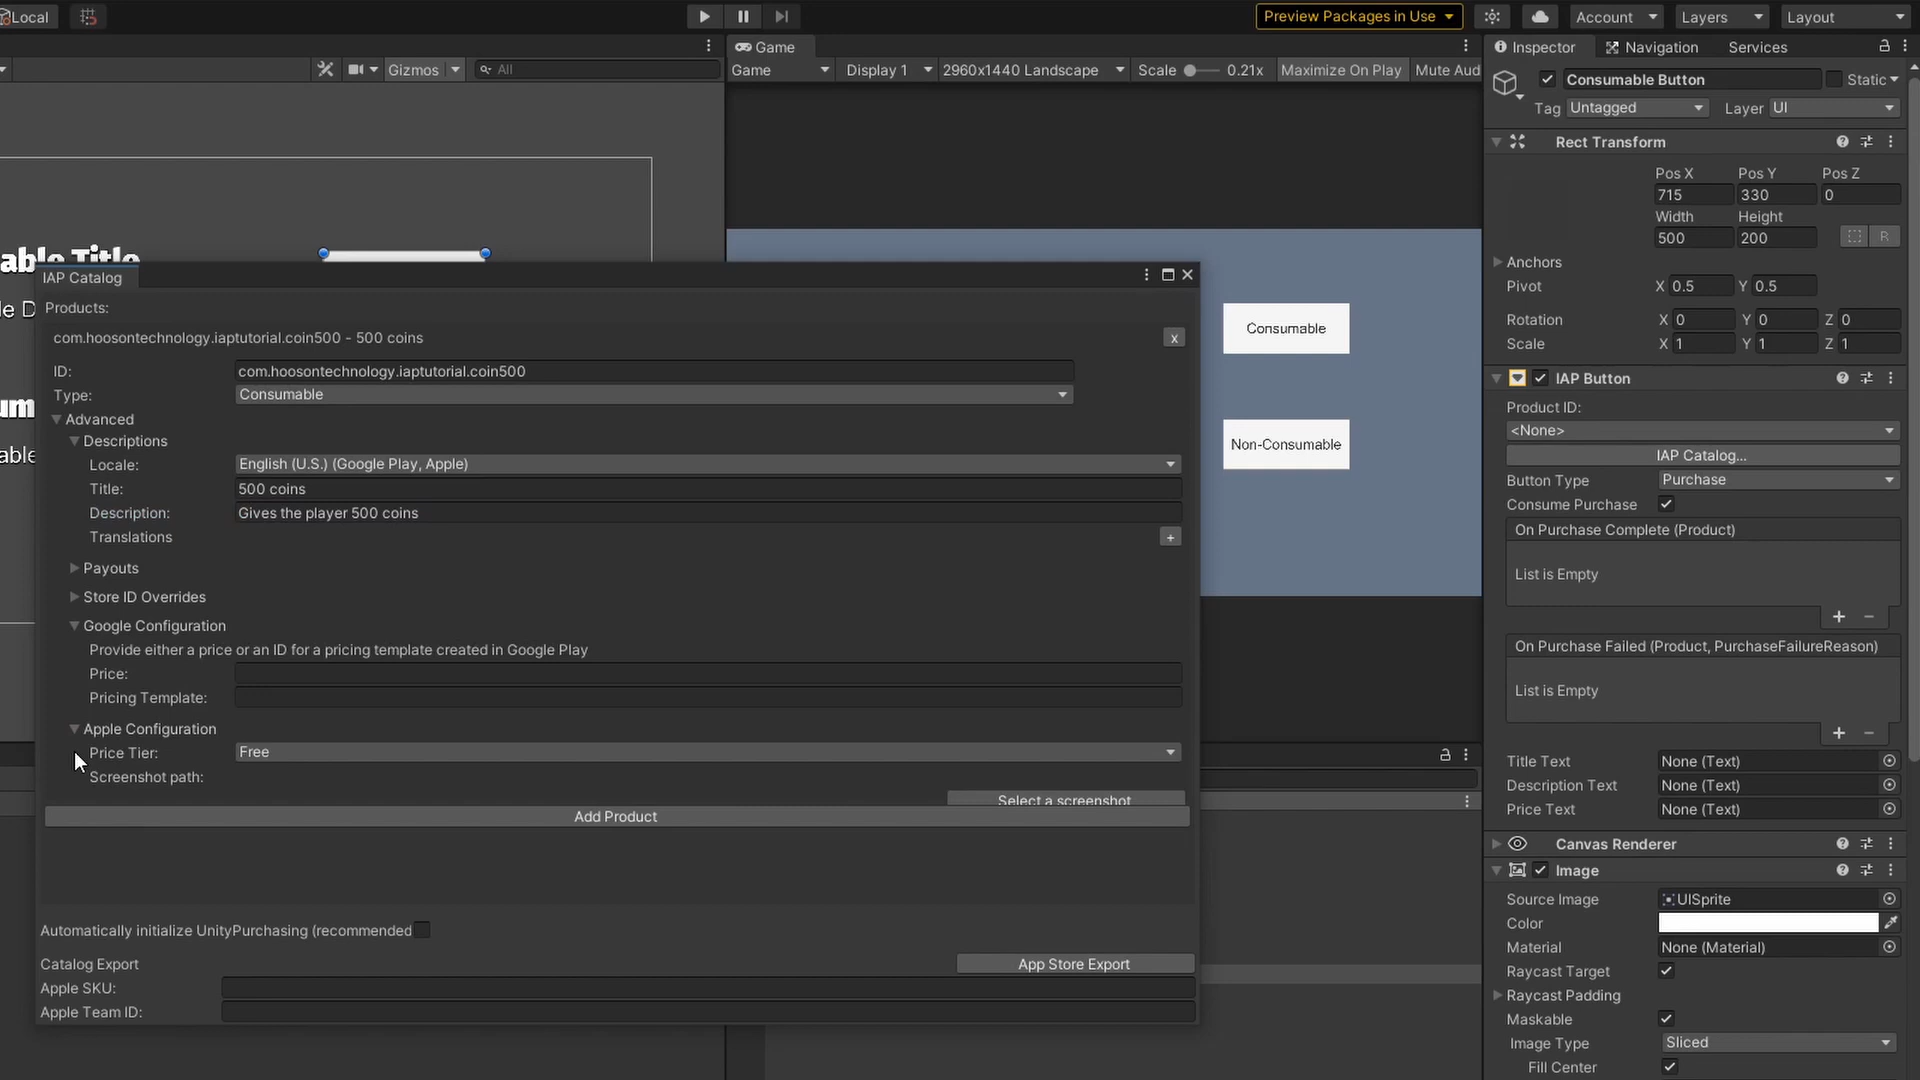 Local
Preview Packages in Use
Account
Layers
Layout
Game
Inspector
Navigation
Services
Gizmos
All
Game
Display 1
2960x1440 Landscape
Scale
0.21x
Maximize On Play
Mute Aud
Consumable Button
Static
Tag
Untagged
Layer
UI
Rect Transform
Pos X
Pos Y
Pos Z
715
330
0
Width
Height
500
200
R
Anchors
Pivot
X
0.5
Y
0.5
Rotation
X
0
Y
0
Z
0
Scale
X
1
Y
1
Z
1
able Title
le D
um
able
IAP Catalog
Products:
com.hoosontechnology.iaptutorial.coin500 - 500 coins
x
ID:
com.hoosontechnology.iaptutorial.coin500
Type:
Consumable
Advanced
Descriptions
Locale:
English (U.S.) (Google Play, Apple)
Title:
500 coins
Description:
Gives the player 500 coins
Translations
+
Payouts
Store ID Overrides
Google Configuration
Provide either a price or an ID for a pricing template created in Google Play
Price:
Pricing Template:
Apple Configuration
Price Tier:
Free
Screenshot path:
Select a screenshot
Add Product
Automatically initialize UnityPurchasing (recommended
Catalog Export
App Store Export
Apple SKU:
Apple Team ID:
Consumable
Non-Consumable
IAP Button
Product ID:
<None>
IAP Catalog...
Button Type
Purchase
Consume Purchase
On Purchase Complete (Product)
List is Empty
+ −
On Purchase Failed (Product, PurchaseFailureReason)
List is Empty
+ −
Title Text
None (Text)
Description Text
None (Text)
Price Text
None (Text)
Canvas Renderer
Image
Source Image
UISprite
Color
Material
None (Material)
Raycast Target
Raycast Padding
Maskable
Image Type
Sliced
Fill Center